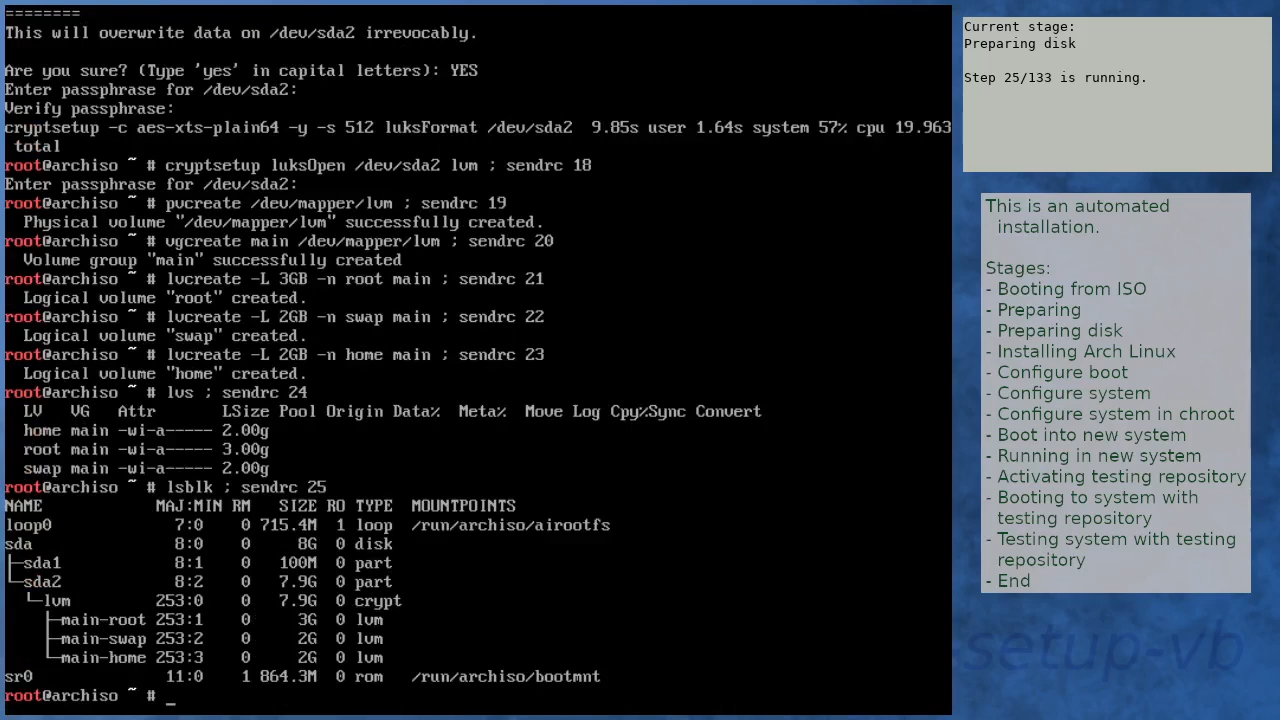 ========
This will overwrite data on /dev/sda2 irrevocably.
Are you sure? (Type 'yes' in capital letters): YES
Enter passphrase for /dev/sda2:
Verify passphrase:
cryptsetup -c aes-xts-plain64 -y -s 512 luksFormat /dev/sda2  9.85s user 1.64s system 57% cpu 19.963
 total
root@archiso ~ # cryptsetup luksOpen /dev/sda2 lvm ; sendrc 18
Enter passphrase for /dev/sda2:
root@archiso ~ # pvcreate /dev/mapper/lvm ; sendrc 19
  Physical volume "/dev/mapper/lvm" successfully created.
root@archiso ~ # vgcreate main /dev/mapper/lvm ; sendrc 20
  Volume group "main" successfully created
root@archiso ~ # lvcreate -L 3GB -n root main ; sendrc 21
  Logical volume "root" created.
root@archiso ~ # lvcreate -L 2GB -n swap main ; sendrc 22
  Logical volume "swap" created.
root@archiso ~ # lvcreate -L 2GB -n home main ; sendrc 23
  Logical volume "home" created.
root@archiso ~ # lvs ; sendrc 24
  LV   VG   Attr       LSize Pool Origin Data%  Meta%  Move Log Cpy%Sync Convert
  home main -wi-a----- 2.00g
  root main -wi-a----- 3.00g
  swap main -wi-a----- 2.00g
root@archiso ~ # lsblk ; sendrc 25
NAME            MAJ:MIN RM   SIZE RO TYPE  MOUNTPOINTS
loop0             7:0    0 715.4M  1 loop  /run/archiso/airootfs
sda               8:0    0     8G  0 disk
├─sda1            8:1    0   100M  0 part
└─sda2            8:2    0   7.9G  0 part
  └─lvm         253:0    0   7.9G  0 crypt
    ├─main-root 253:1    0     3G  0 lvm
    ├─main-swap 253:2    0     2G  0 lvm
    └─main-home 253:3    0     2G  0 lvm
sr0              11:0    1 864.3M  0 rom   /run/archiso/bootmnt
root@archiso ~ # _
Current stage:
Preparing disk
Step 25/133 is running.
This is an automated
installation.
Stages:
- Booting from ISO
- Preparing
- Preparing disk
- Installing Arch Linux
- Configure boot
- Configure system
- Configure system in chroot
- Boot into new system
- Running in new system
- Activating testing repository
- Booting to system with
testing repository
- Testing system with testing
repository
- End
-setup-vb